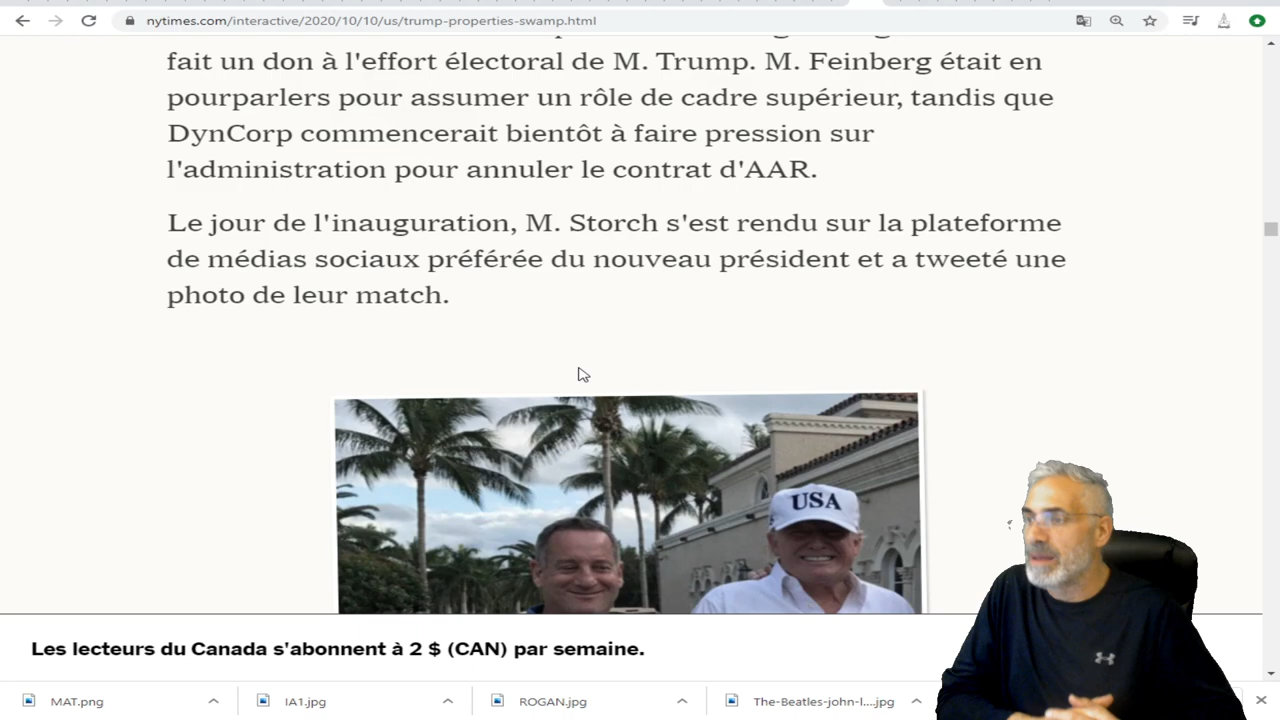 nytimes.com/interactive/2020/10/10/us/trump-properties-swamp.html
fait un don à l'effort électoral de M. Trump. M. Feinberg était en
pourparlers pour assumer un rôle de cadre supérieur, tandis que
DynCorp commencerait bientôt à faire pression sur
l'administration pour annuler le contrat d'AAR.
Le jour de l'inauguration, M. Storch s'est rendu sur la plateforme
de médias sociaux préférée du nouveau président et a tweeté une
photo de leur match.
USA
Les lecteurs du Canada s'abonnent à 2 $ (CAN) par semaine.
MAT.png
IA1.jpg
ROGAN.jpg
The-Beatles-john-l....jpg